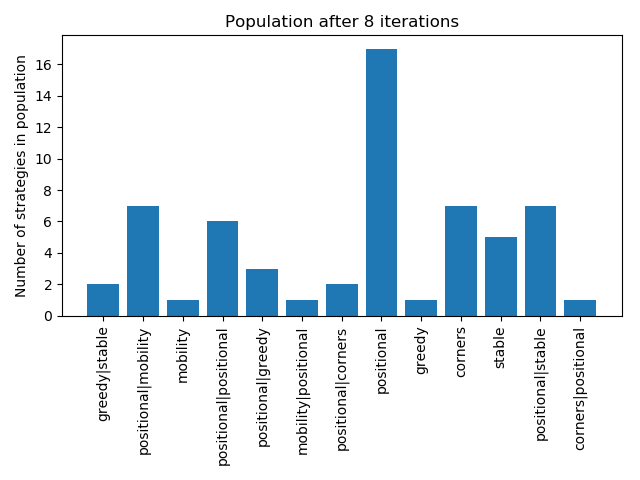 Population after 8 iterations
Number of strategies in population
16
14
12
10
8
6
4
2
0
greedy|stable
positional|mobility
mobility
positional|positional
positional|greedy
mobility|positional
positional|corners
positional
greedy
corners
stable
positional|stable
corners|positional